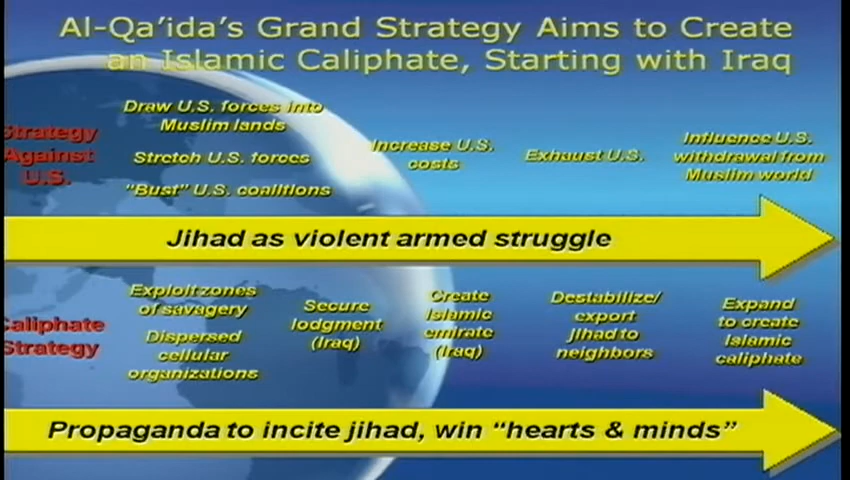 Al-Qa'ida's Grand Strategy Aims to Create
an Islamic Caliphate, Starting with Iraq
Strategy
Against
U.S.
Draw U.S. forces into
Muslim lands
Stretch U.S. forces
"Bust" U.S. coalitions
Increase U.S.
costs
Exhaust U.S.
Influence U.S.
withdrawal from
Muslim world
Jihad as violent armed struggle
Caliphate
Strategy
Exploit zones
of savagery
Dispersed
cellular
organizations
Secure
lodgment
(Iraq)
Create
Islamic
emirate
(Iraq)
Destabilize/
export
jihad to
neighbors
Expand
to create
Islamic
caliphate
Propaganda to incite jihad, win "hearts & minds"